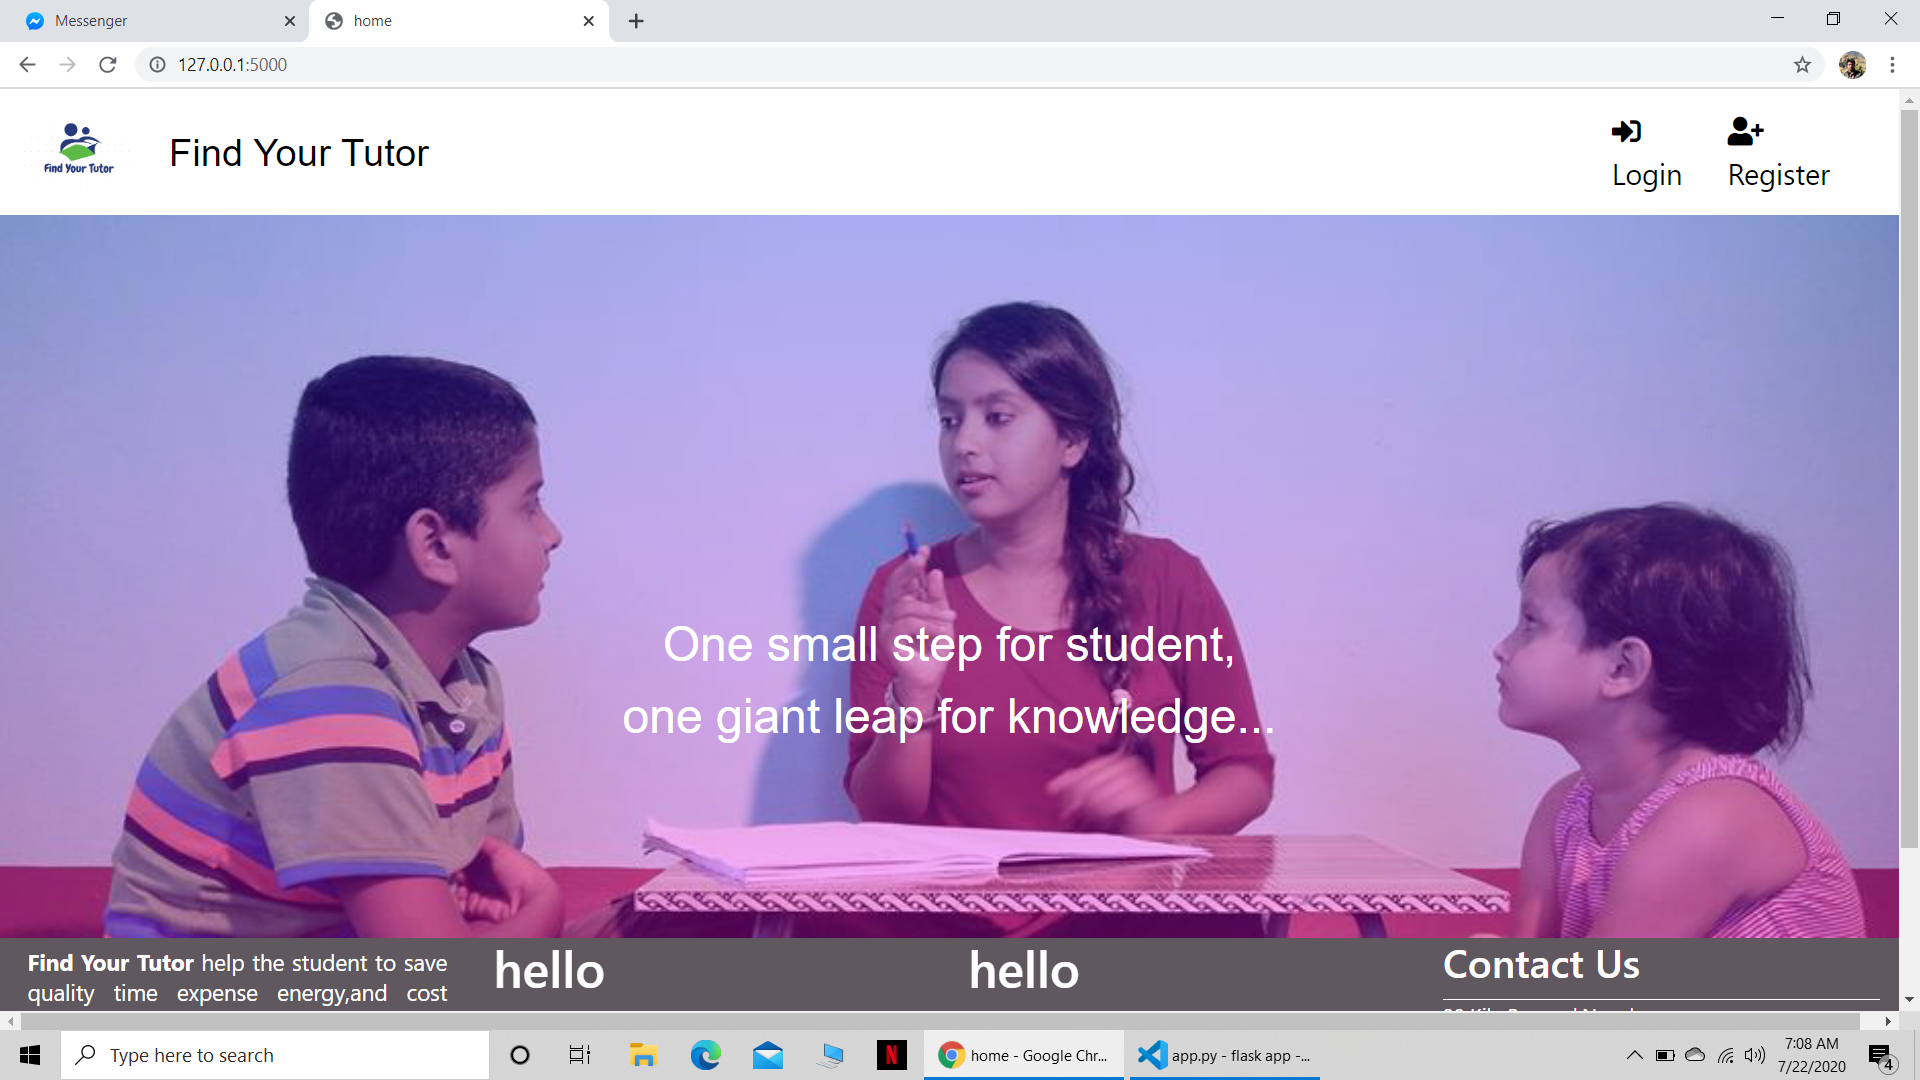 Messenger
home
127.0.0.1:5000
Find Your Tutor
Find Your Tutor
Login
Register
One small step for student,
one giant leap for knowledge...
Find Your Tutor help the student to save
quality time expense energy,and cost
hello
hello
Contact Us
Type here to search
home - Google Chr...
app.py - flask app -...
7:08 AM
7/22/2020
4